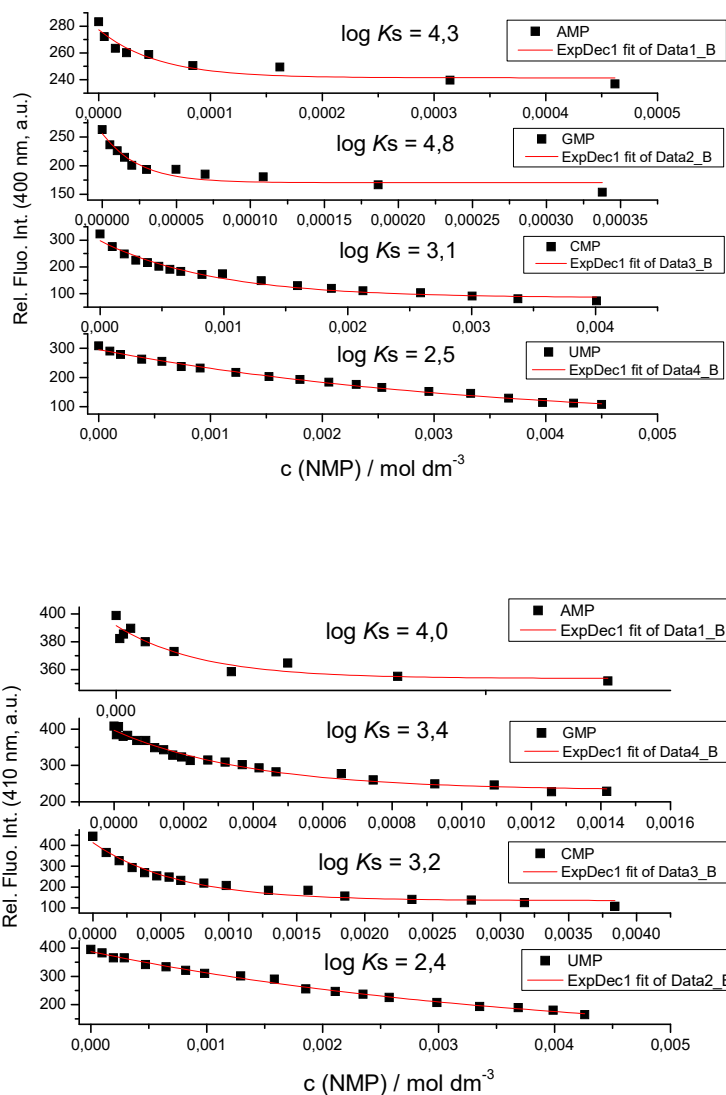 Rel. Fluo. Int. (400 nm, a.u.)
280
260
240
log Ks = 4,3
AMP
ExpDec1 fit of Data1_B
0,0000 0,0001 0,0002 0,0003 0,0004 0,0005
250
200
150
log Ks = 4,8
GMP
ExpDec1 fit of Data2_B
0,00000 0,00005 0,00010 0,00015 0,00020 0,00025 0,00030 0,00035
300
200
100
log Ks = 3,1
CMP
ExpDec1 fit of Data3_B
0,000 0,001 0,002 0,003 0,004
300
200
100
log Ks = 2,5
UMP
ExpDec1 fit of Data4_B
0,000 0,001 0,002 0,003 0,004 0,005
c (NMP) / mol dm-3
Rel. Fluo. Int. (410 nm, a.u.)
400
380
360
log Ks = 4,0
AMP
ExpDec1 fit of Data1_B
0,000
400
300
200
log Ks = 3,4
GMP
ExpDec1 fit of Data4_B
0,0000 0,0002 0,0004 0,0006 0,0008 0,0010 0,0012 0,0014 0,0016
400
300
200
100
log Ks = 3,2
CMP
ExpDec1 fit of Data3_B
0,0000 0,0005 0,0010 0,0015 0,0020 0,0025 0,0030 0,0035 0,0040
400
300
200
log Ks = 2,4
UMP
ExpDec1 fit of Data2_B
0,000 0,001 0,002 0,003 0,004 0,005
c (NMP) / mol dm-3